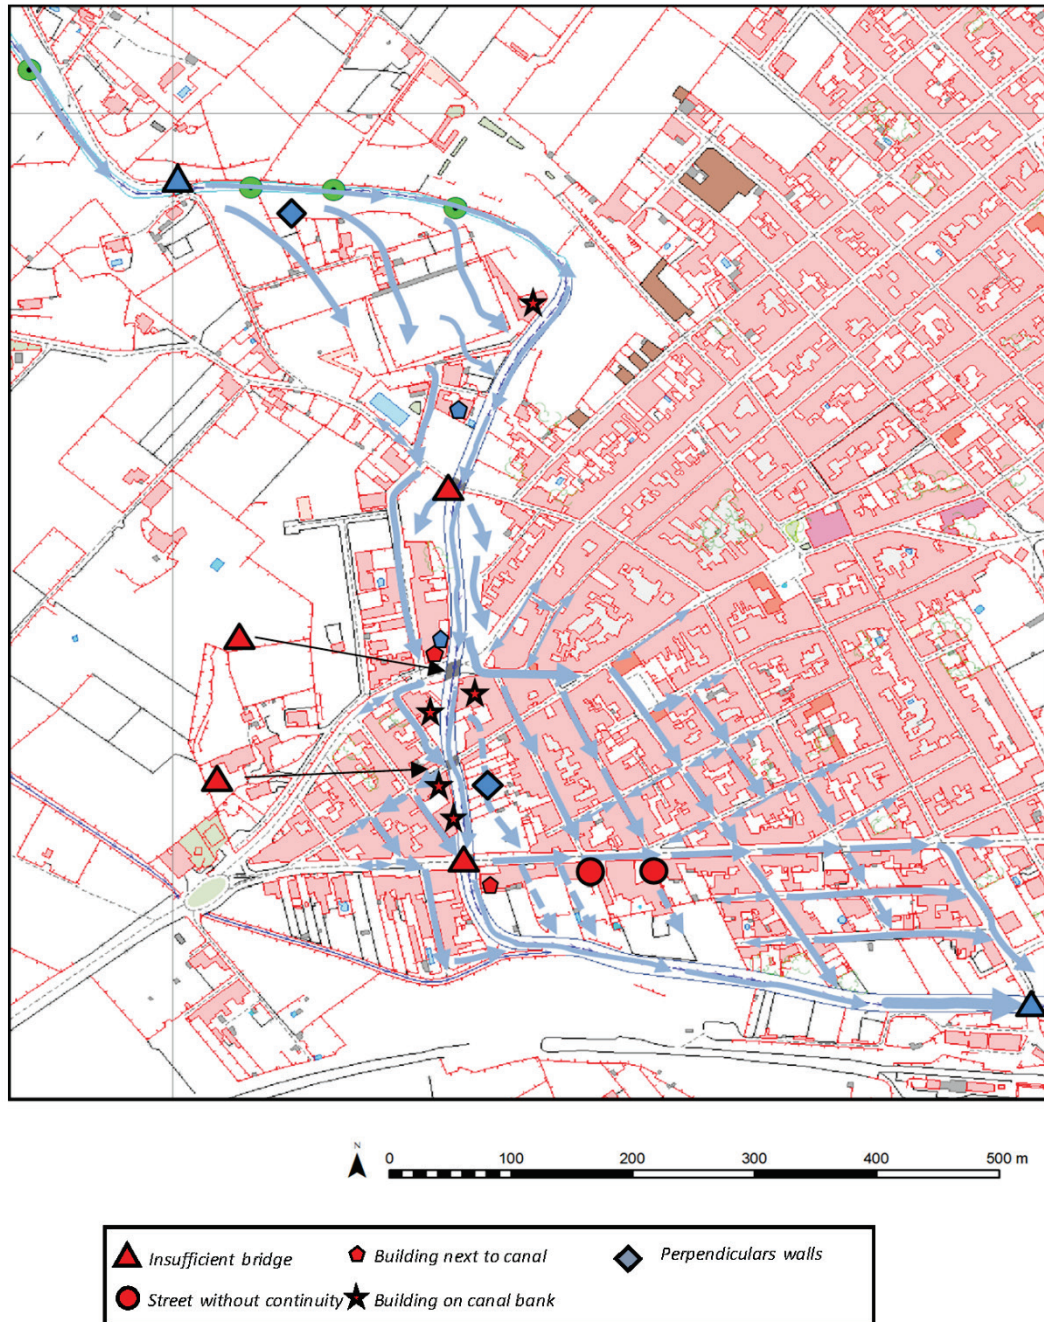 N
0 100 200 300 400 500 m
Insufficient bridge
Building next to canal
Perpendiculars walls
Street without continuity
Building on canal bank